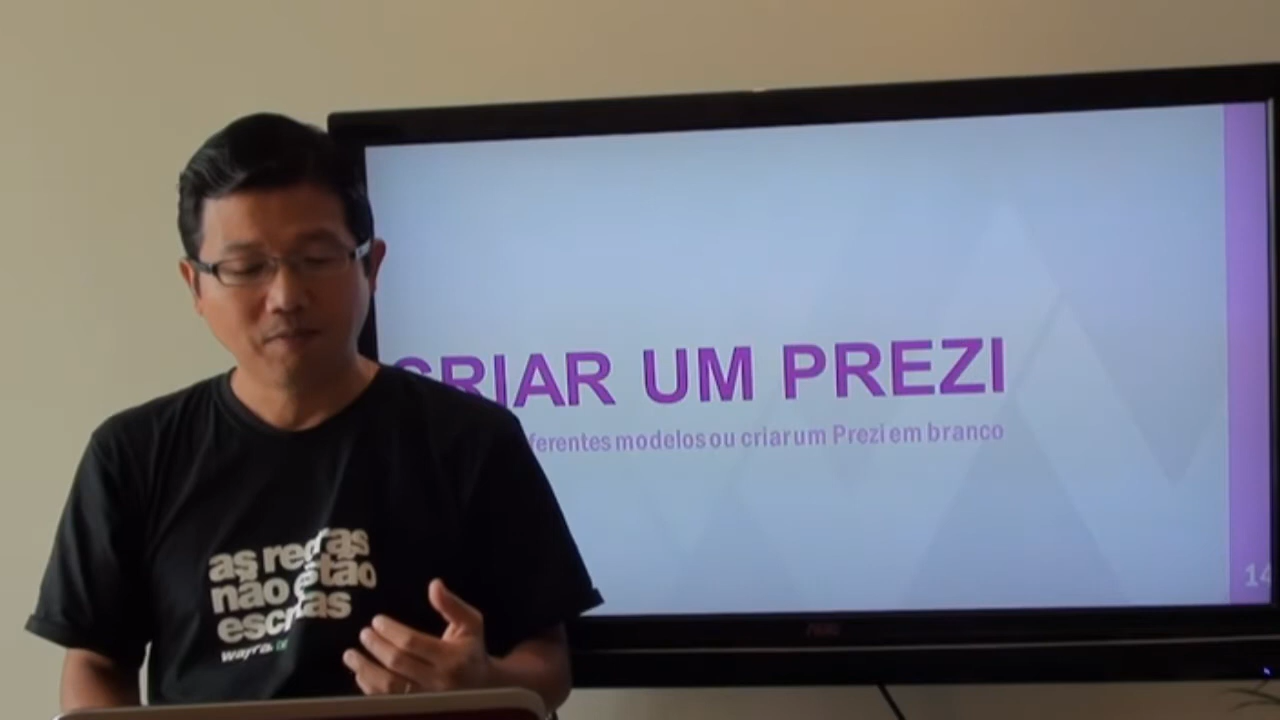 CRIAR UM PREZI
ferentes modelos ou criar um Prezi em branco
14
as regras
não estão
escritas
wayra